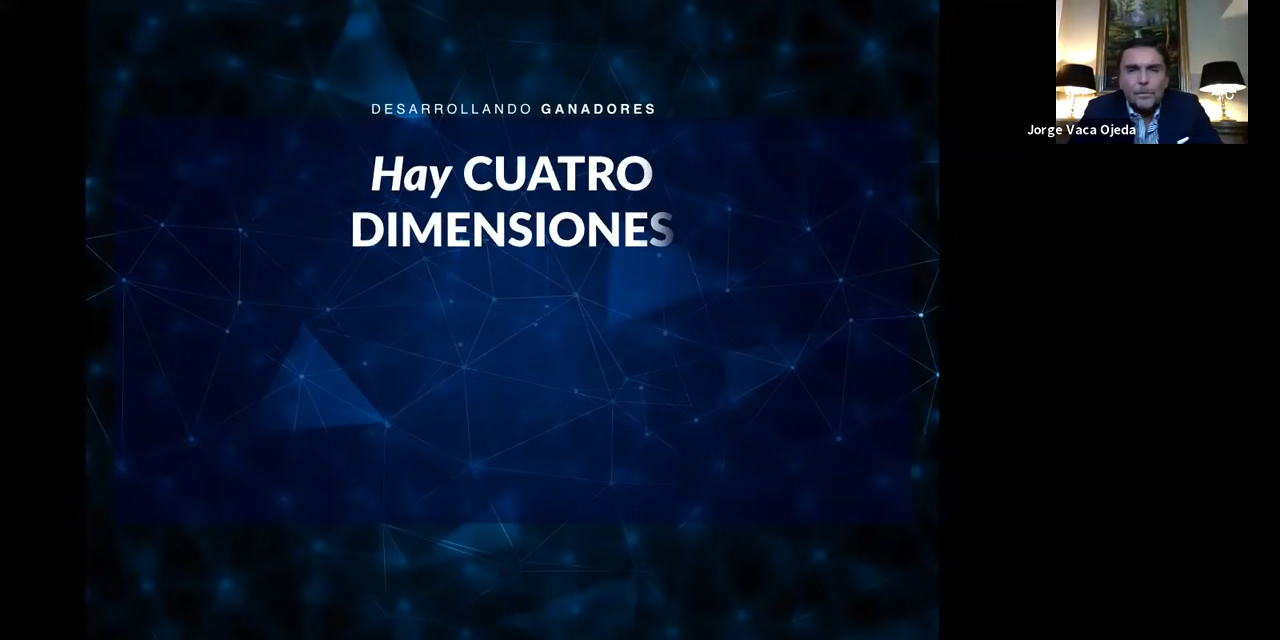 DESARROLLANDO GANADORES
Hay CUATRO
DIMENSIONES
Jorge Vaca Ojeda